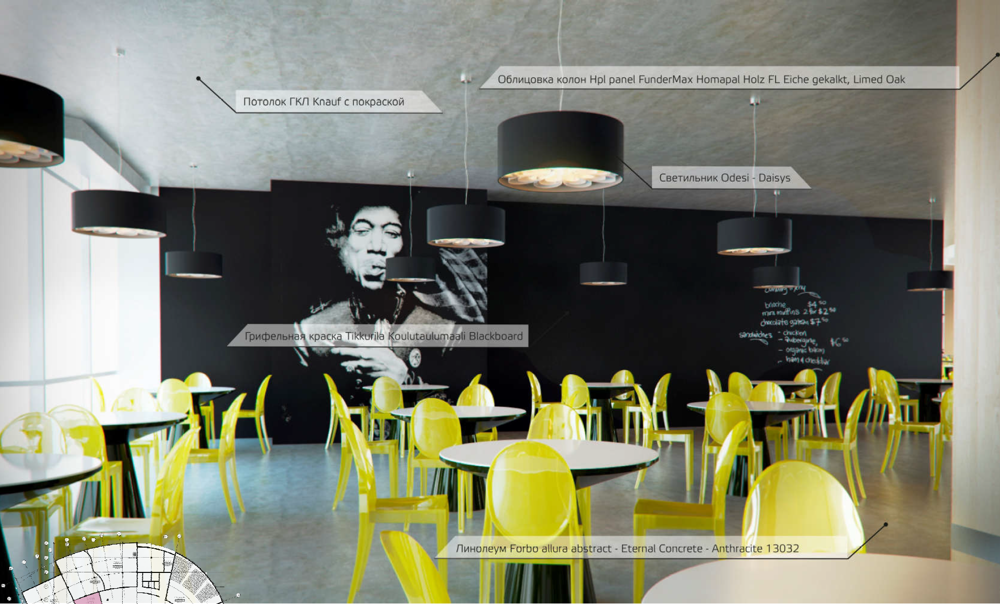 Облицовка колон Hpl panel FunderMax Homapal Holz FL Eiche gekalkt, Limed Oak
Потолок ГКЛ Knauf с покраской
Светильник Odesi - Daisys
brioche $4 50
mini muffins 2 for $2 50
chocolate gateau $7 50
sandwiches - chicken
- aubergine, $6 50
- organic bacon
- ham & cheddar
Грифельная краска Tikkurila Koulutaulumaali Blackboard
Линолеум Forbo allura abstract - Eternal Concrete - Anthracite 13032